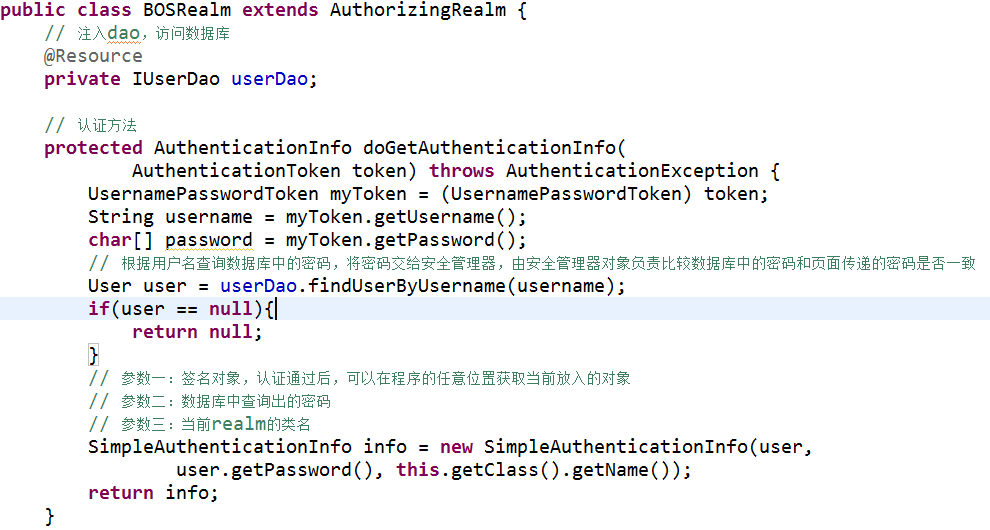 public class BOSRealm extends AuthorizingRealm {
// 注入dao，访问数据库
@Resource
private IUserDao userDao;
// 认证方法
protected AuthenticationInfo doGetAuthenticationInfo(
AuthenticationToken token) throws AuthenticationException {
UsernamePasswordToken myToken = (UsernamePasswordToken) token;
String username = myToken.getUsername();
char[] password = myToken.getPassword();
// 根据用户名查询数据库中的密码，将密码交给安全管理器，由安全管理器对象负责比较数据库中的密码和页面传递的密码是否一致
User user = userDao.findUserByUsername(username);
if(user == null){
return null;
}
// 参数一：签名对象，认证通过后，可以在程序的任意位置获取当前放入的对象
// 参数二：数据库中查询出的密码
// 参数三：当前realm的类名
SimpleAuthenticationInfo info = new SimpleAuthenticationInfo(user,
user.getPassword(), this.getClass().getName());
return info;
}